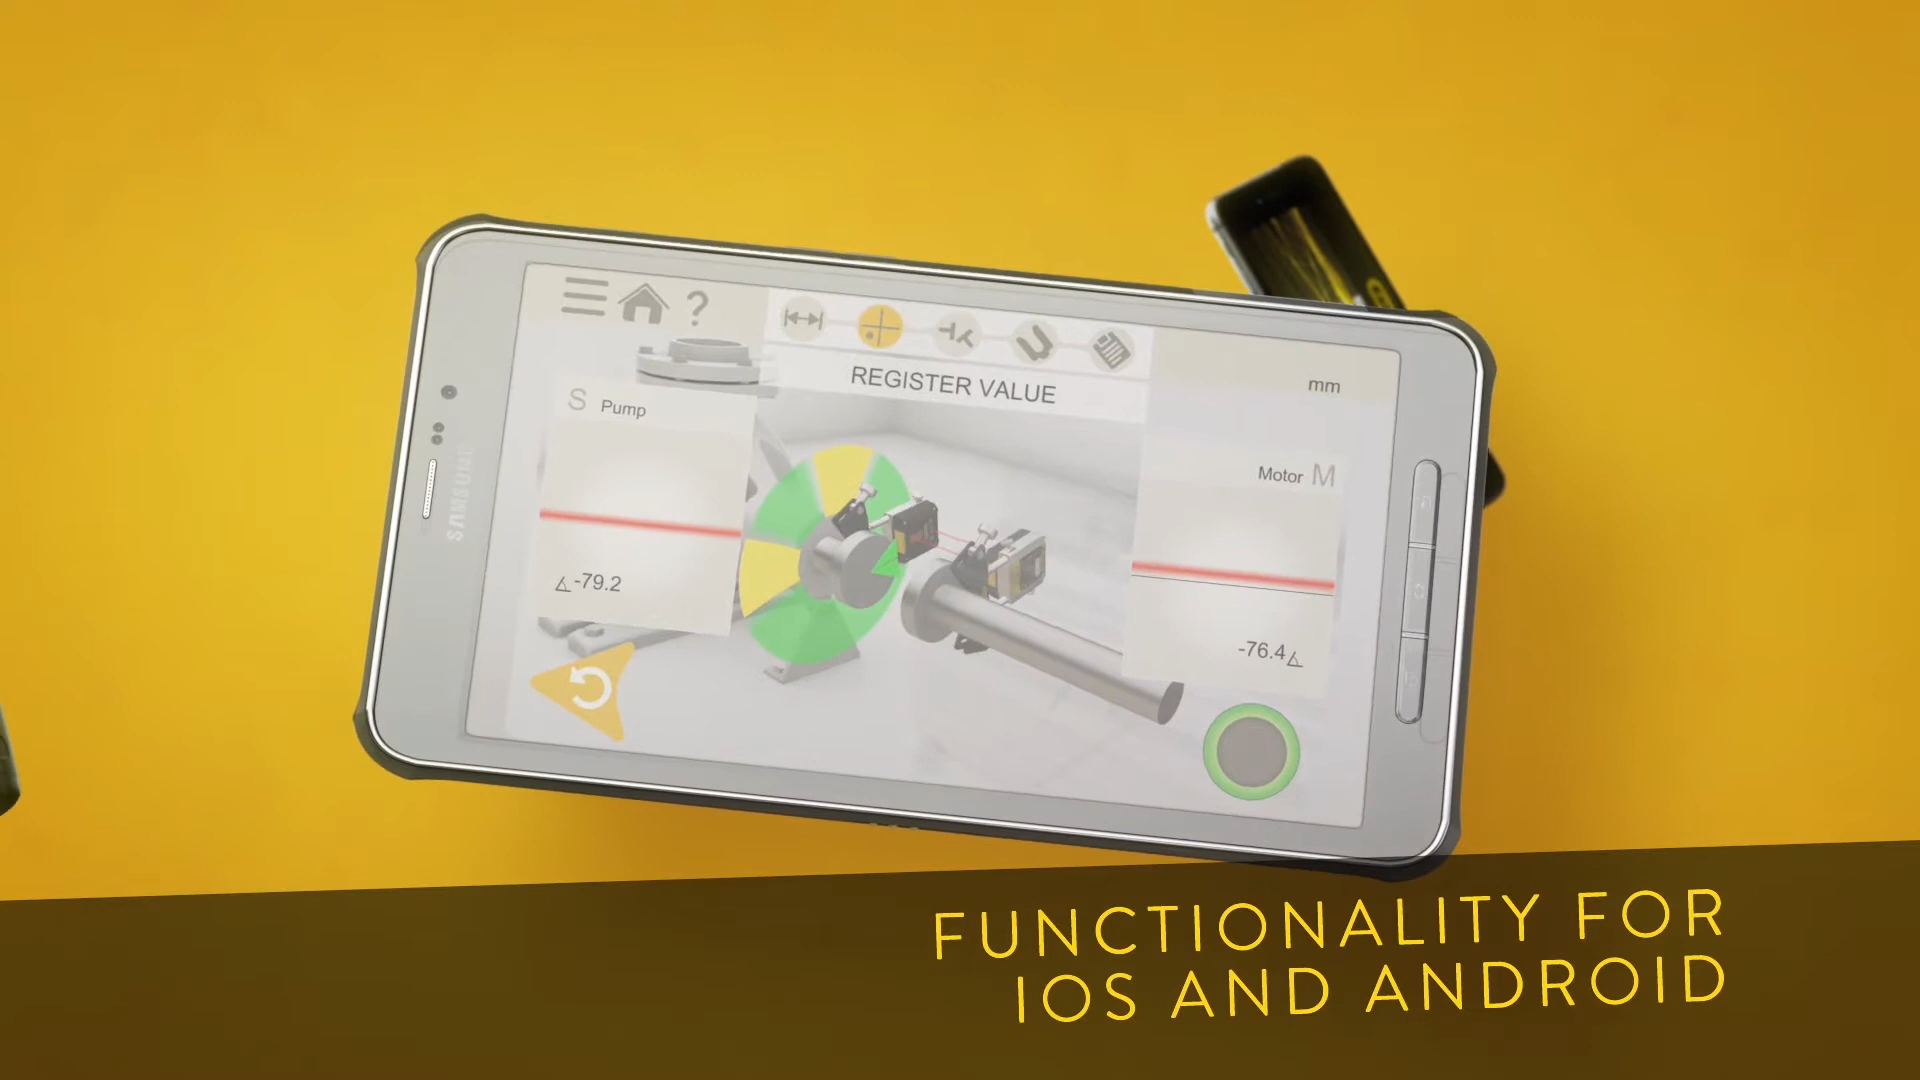 ?
REGISTER VALUE
mm
S Pump
Motor M
-79.2
-76.4
SAMSUNG
FUNCTIONALITY FOR
IOS AND ANDROID